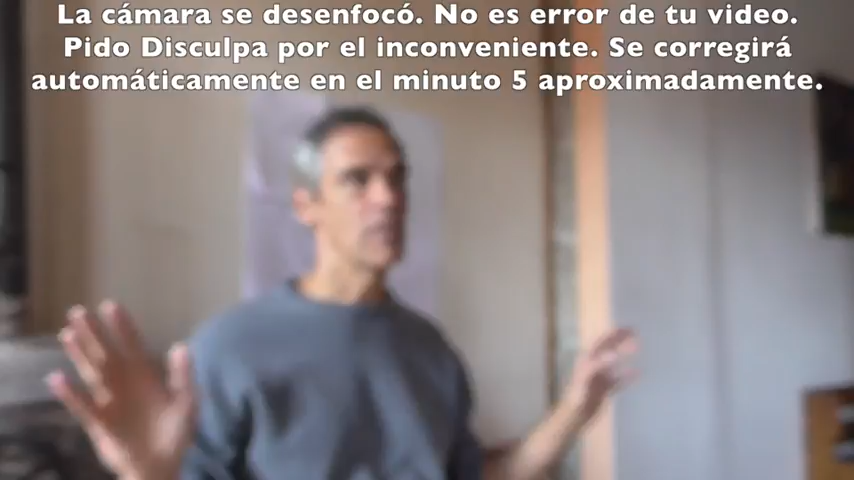 La cámara se desenfocó. No es error de tu video.
Pido Disculpa por el inconveniente. Se corregirá
automáticamente en el minuto 5 aproximadamente.